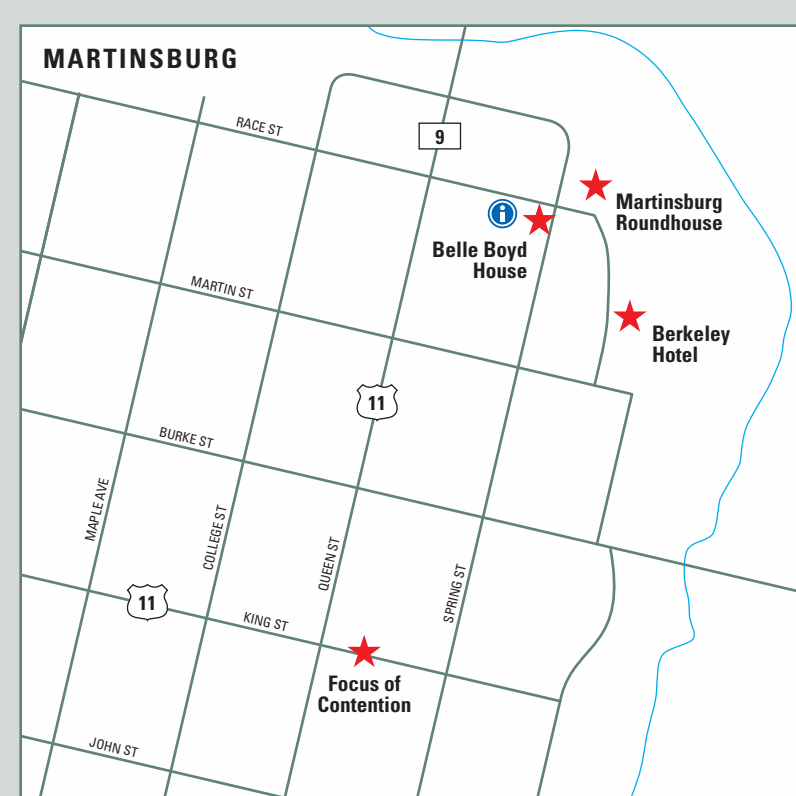 MARTINSBURG
RACE ST
9
Martinsburg
Roundhouse
i
Belle Boyd
House
MARTIN ST
Berkeley
Hotel
11
BURKE ST
MAPLE AVE
COLLEGE ST
QUEEN ST
SPRING ST
11
KING ST
Focus of
Contention
JOHN ST